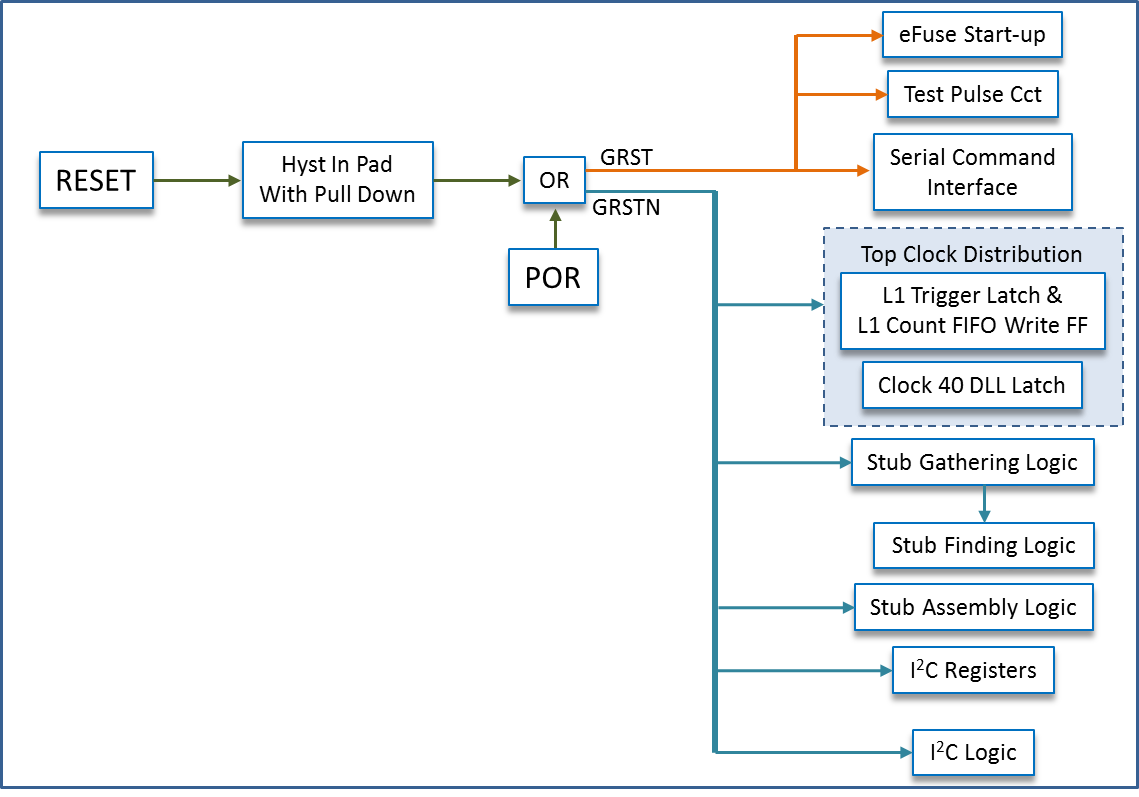 eFuse Start-up
Test Pulse Cct
RESET
Hyst In Pad
With Pull Down
OR
GRST
GRSTN
Serial Command
Interface
POR
Top Clock Distribution
L1 Trigger Latch &
L1 Count FIFO Write FF
Clock 40 DLL Latch
Stub Gathering Logic
Stub Finding Logic
Stub Assembly Logic
I²C Registers
I²C Logic